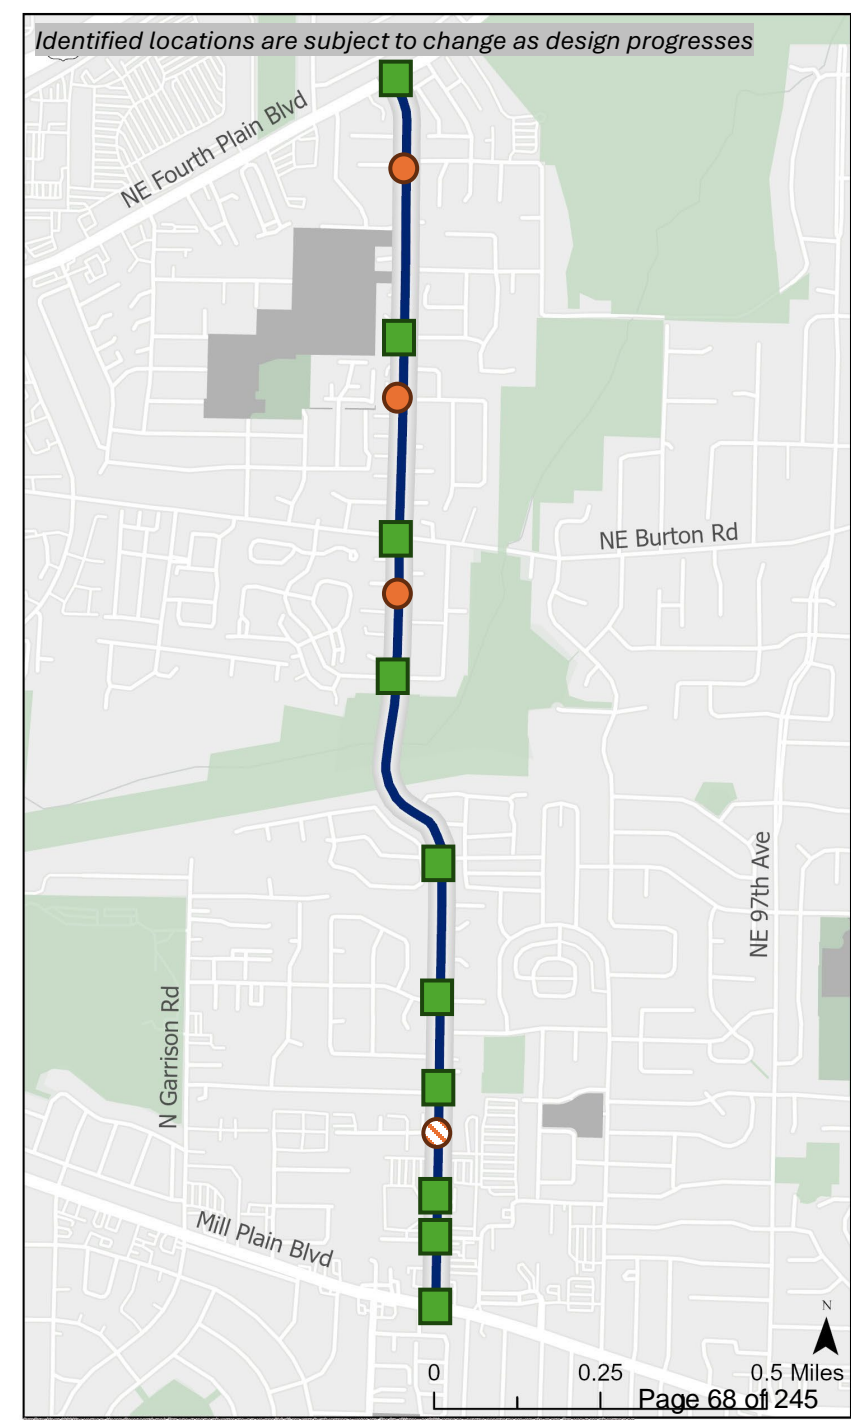 Identified locations are subject to change as design progresses
NE Fourth Plain Blvd
NE Burton Rd
NE 97th Ave
N Garrison Rd
Mill Plain Blvd
N
0 0.25 0.5 Miles
Page 68 of 245